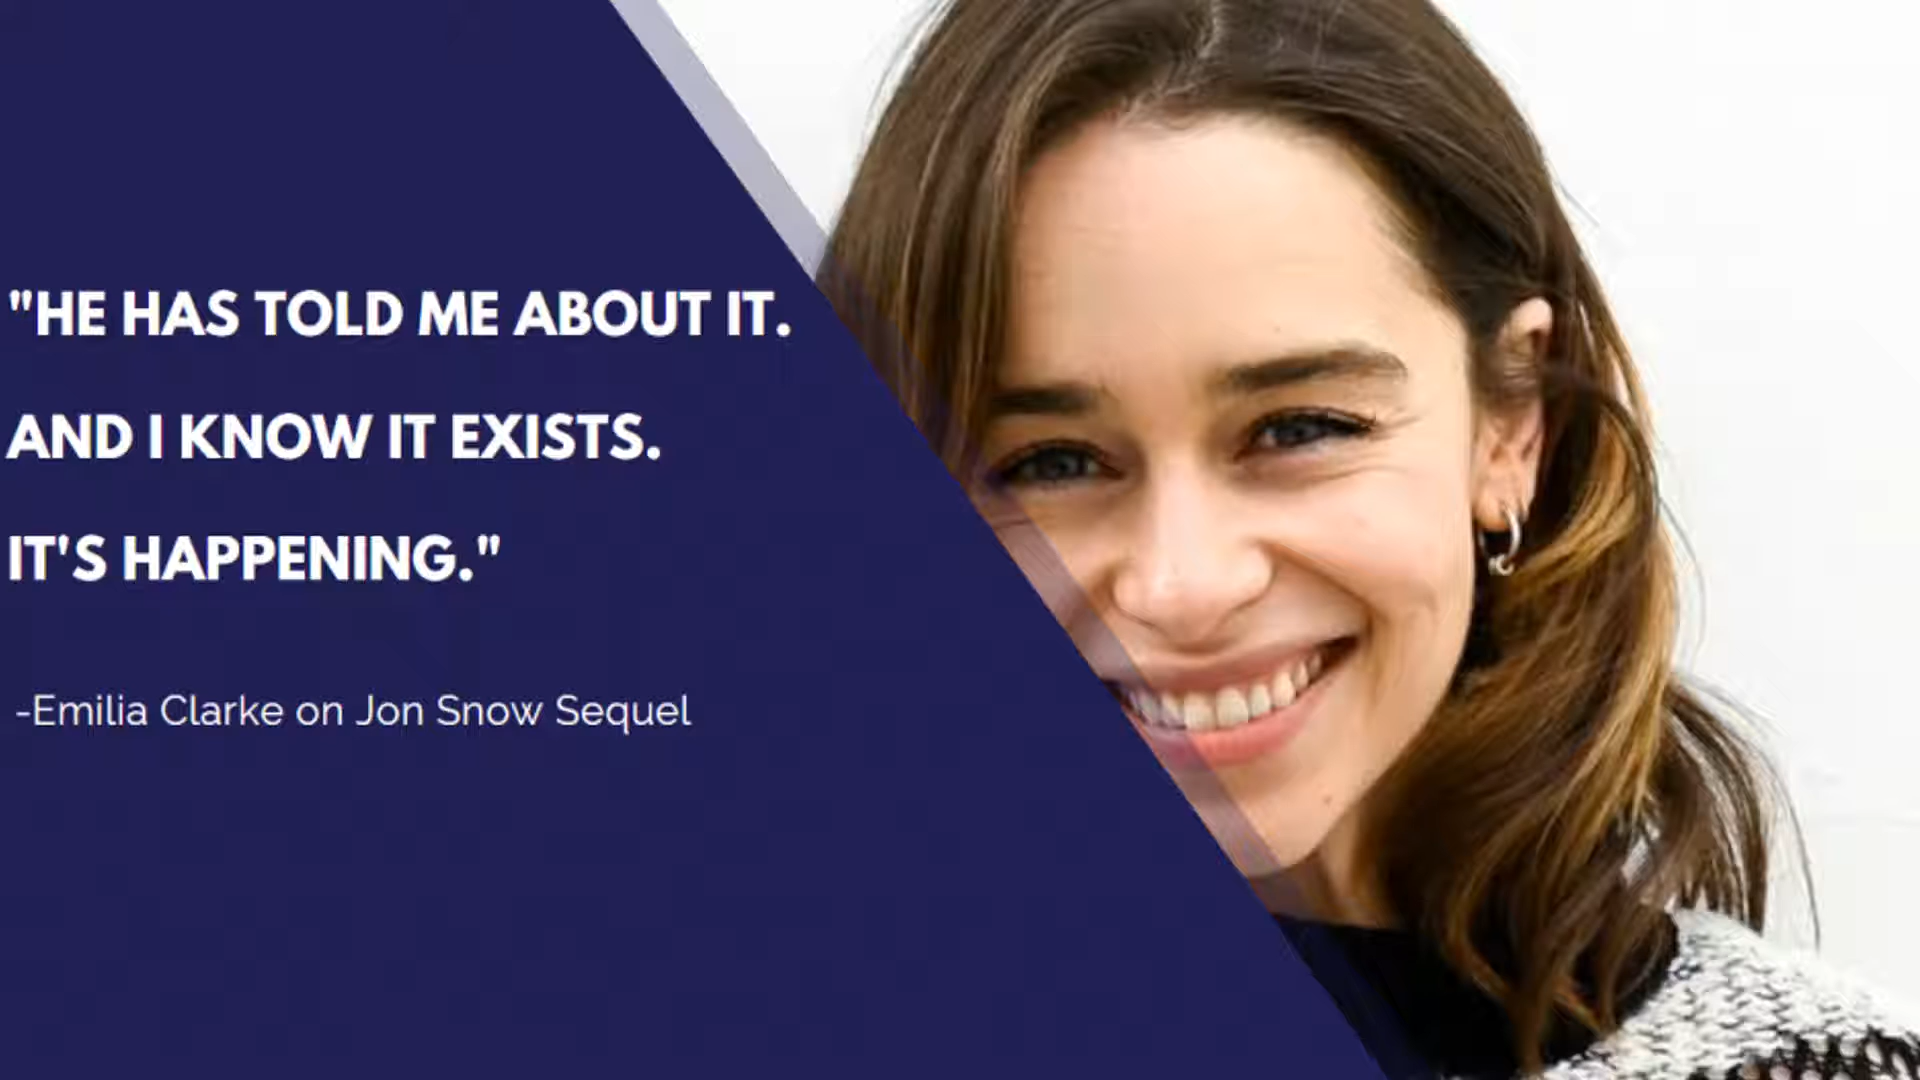 "HE HAS TOLD ME ABOUT IT.
AND I KNOW IT EXISTS.
IT'S HAPPENING."
-Emilia Clarke on Jon Snow Sequel